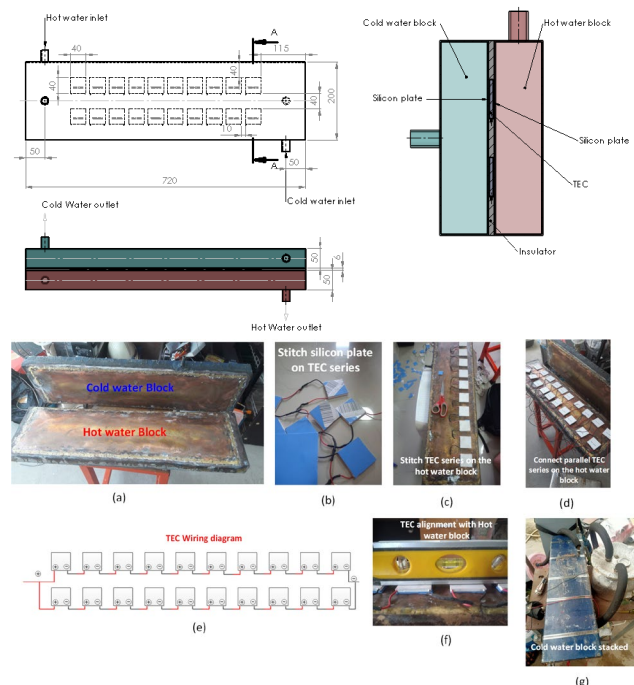 Hot water inlet
A
40
115
40
40
40
200
10
50
A
50
720
Cold water inlet
Cold Water outlet
50
6
50
Hot Water outlet
Cold water block
Hot water block
Silicon plate
Silicon plate
TEC
Insulator
Cold water Block
Hot water Block
(a)
Stitch silicon plate
on TEC series
(b)
Stitch TEC series on the
hot water block
(c)
Connect parallel TEC
series on the hot water
block
(d)
TEC Wiring diagram
(e)
TEC alignment with Hot
water block
(f)
Cold water block stacked
(g)